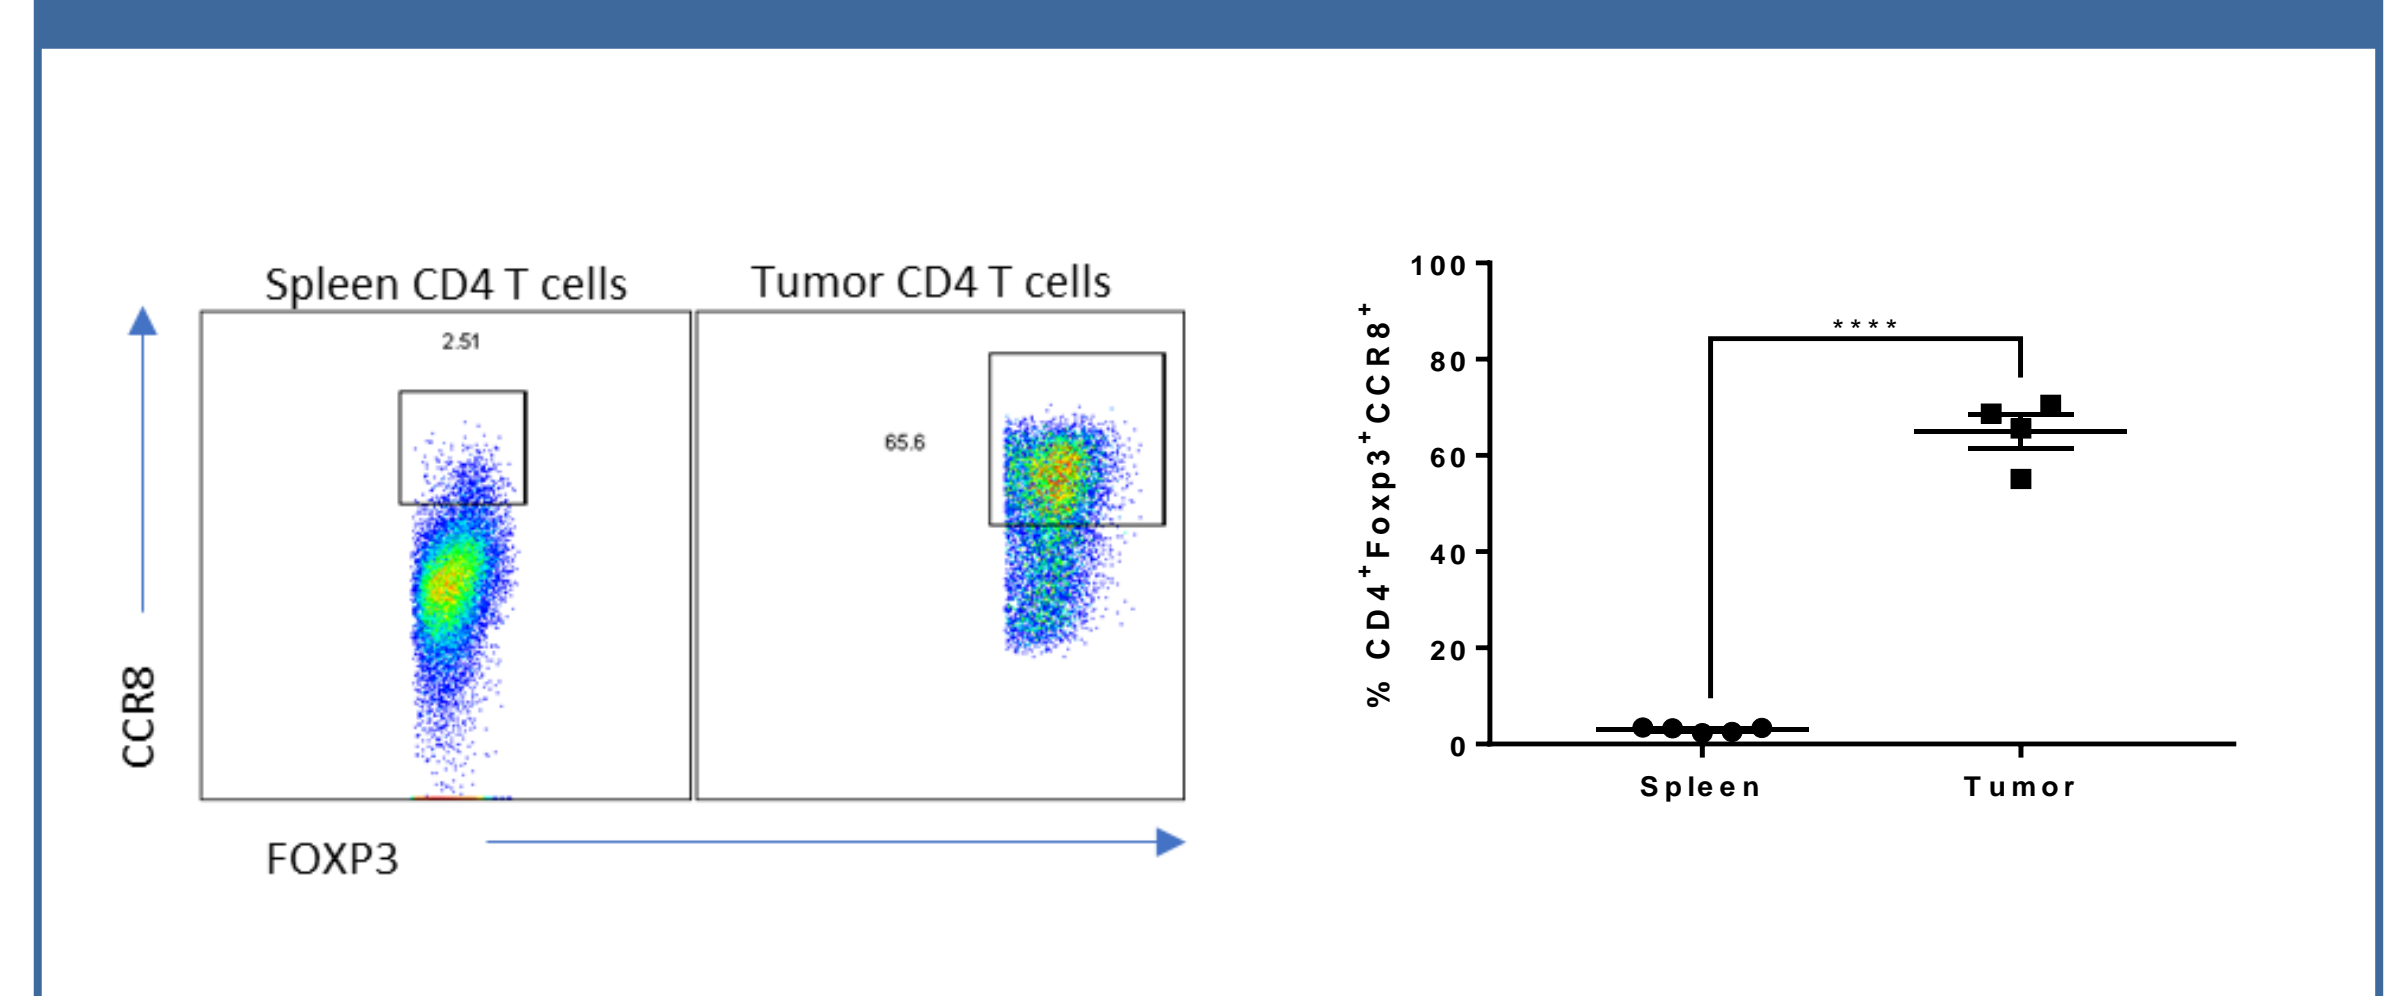 Spleen CD4 T cells
Tumor CD4 T cells
2.51
65.6
CCR8
FOXP3
% CD4⁺Foxp3⁺CCR8⁺
100
80
60
40
20
0
****
Spleen
Tumor